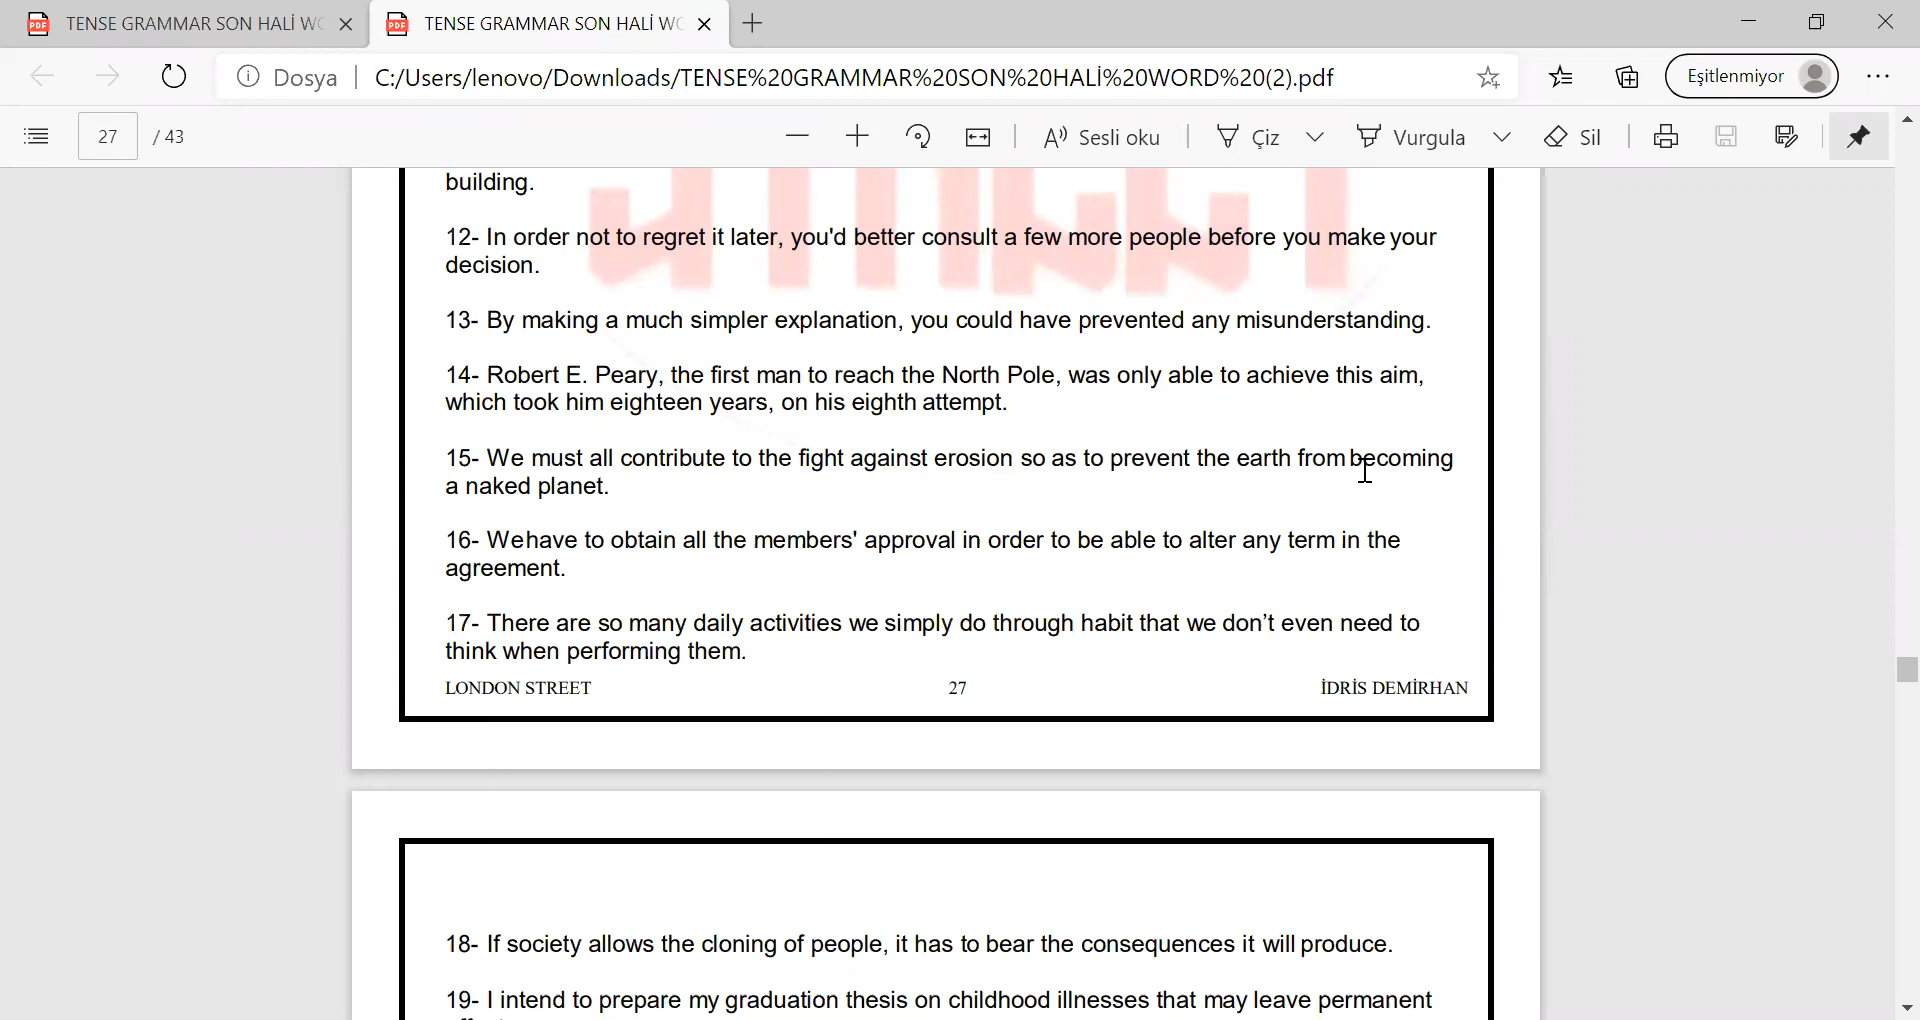 TENSE GRAMMAR SON HALİ WO
TENSE GRAMMAR SON HALİ WO
Dosya
C:/Users/lenovo/Downloads/TENSE%20GRAMMAR%20SON%20HALİ%20WORD%20(2).pdf
Eşitlenmiyor
27 / 43
Sesli oku
Çiz
Vurgula
Sil
building.
12- In order not to regret it later, you'd better consult a few more people before you make your
decision.
13- By making a much simpler explanation, you could have prevented any misunderstanding.
14- Robert E. Peary, the first man to reach the North Pole, was only able to achieve this aim,
which took him eighteen years, on his eighth attempt.
15- We must all contribute to the fight against erosion so as to prevent the earth from becoming
a naked planet.
16- We have to obtain all the members' approval in order to be able to alter any term in the
agreement.
17- There are so many daily activities we simply do through habit that we don’t even need to
think when performing them.
LONDON STREET 27 İDRİS DEMİRHAN
18- If society allows the cloning of people, it has to bear the consequences it will produce.
19- I intend to prepare my graduation thesis on childhood illnesses that may leave permanent